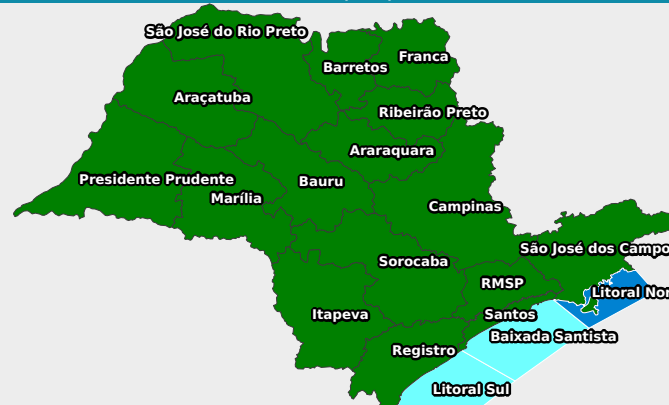 São José do Rio Preto
Franca
Barretos
Araçatuba
Ribeirão Preto
Araraquara
Presidente Prudente
Bauru
Marília
Campinas
São José dos Campo
Sorocaba
RMSP
Litoral Nor
Itapeva
Santos
Baixada Santista
Registro
Litoral Sul